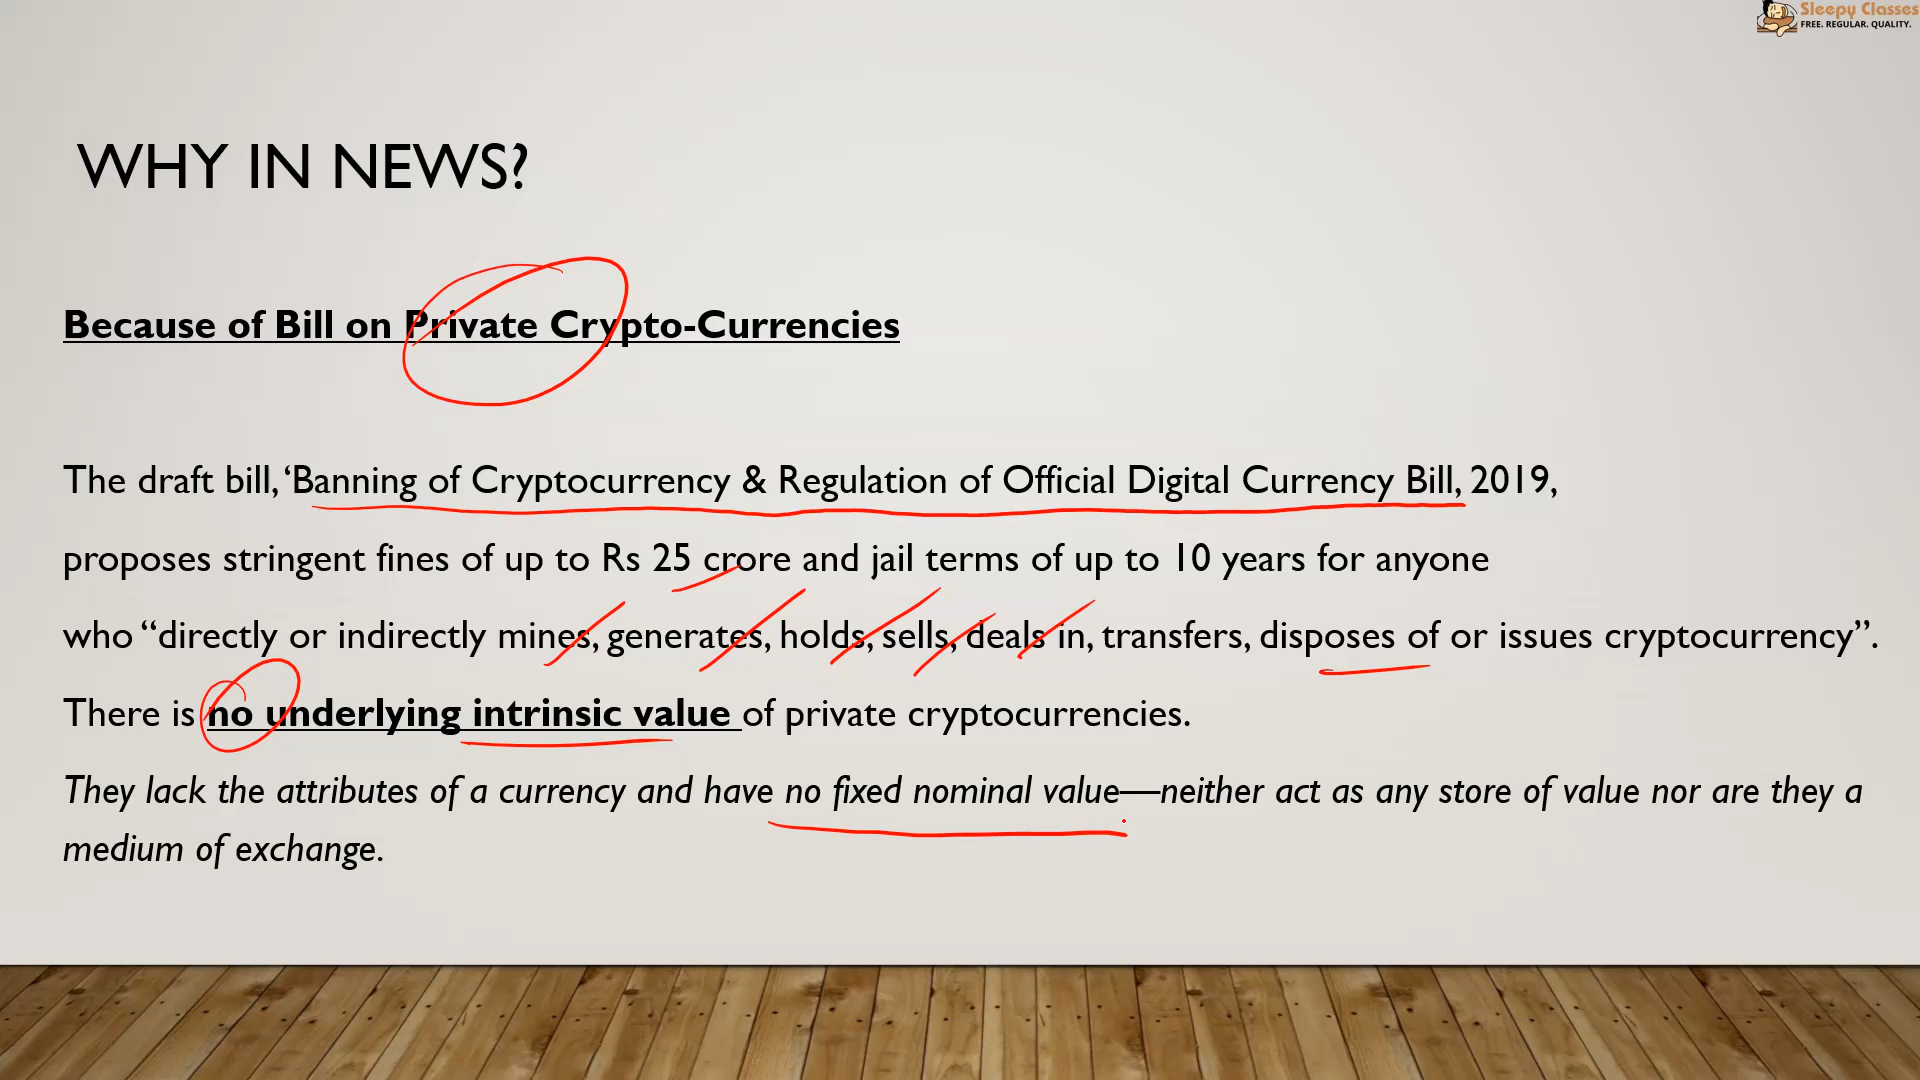 Sleepy Classes
FREE. REGULAR. QUALITY.
WHY IN NEWS?
Because of Bill on Private Crypto-Currencies
The draft bill, ‘Banning of Cryptocurrency & Regulation of Official Digital Currency Bill, 2019,
proposes stringent fines of up to Rs 25 crore and jail terms of up to 10 years for anyone
who “directly or indirectly mines, generates, holds, sells, deals in, transfers, disposes of or issues cryptocurrency”.
There is no underlying intrinsic value of private cryptocurrencies.
They lack the attributes of a currency and have no fixed nominal value—neither act as any store of value nor are they a
medium of exchange.